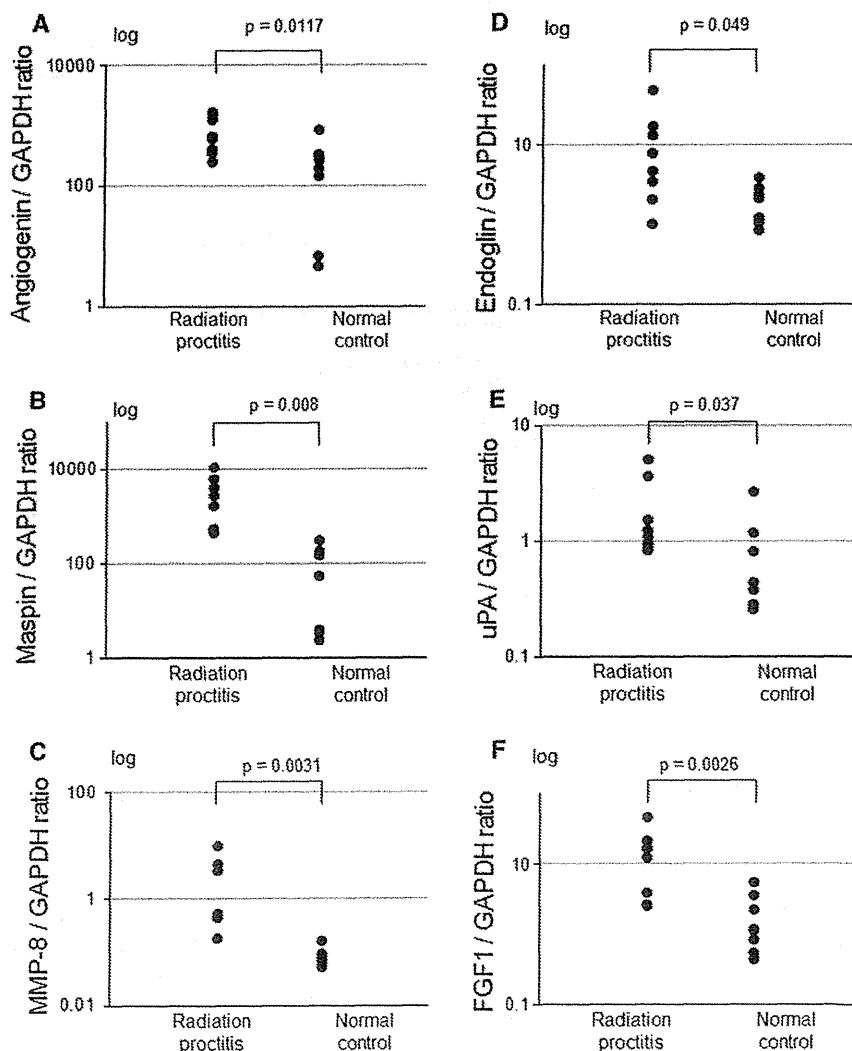 A
log
p = 0.0117
10000
100
1
Angiogenin / GAPDH ratio
Radiation
proctitis
Normal
control
B
log
p = 0.008
10000
100
1
Maspin / GAPDH ratio
Radiation
proctitis
Normal
control
C
log
p = 0.0031
100
1
0.01
MMP-8 / GAPDH ratio
Radiation
proctitis
Normal
control
D
log
p = 0.049
10
0.1
Endoglin / GAPDH ratio
Radiation
proctitis
Normal
control
E
log
p = 0.037
10
1
0.1
uPA / GAPDH ratio
Radiation
proctitis
Normal
control
F
log
p = 0.0026
10
0.1
FGF1 / GAPDH ratio
Radiation
proctitis
Normal
control